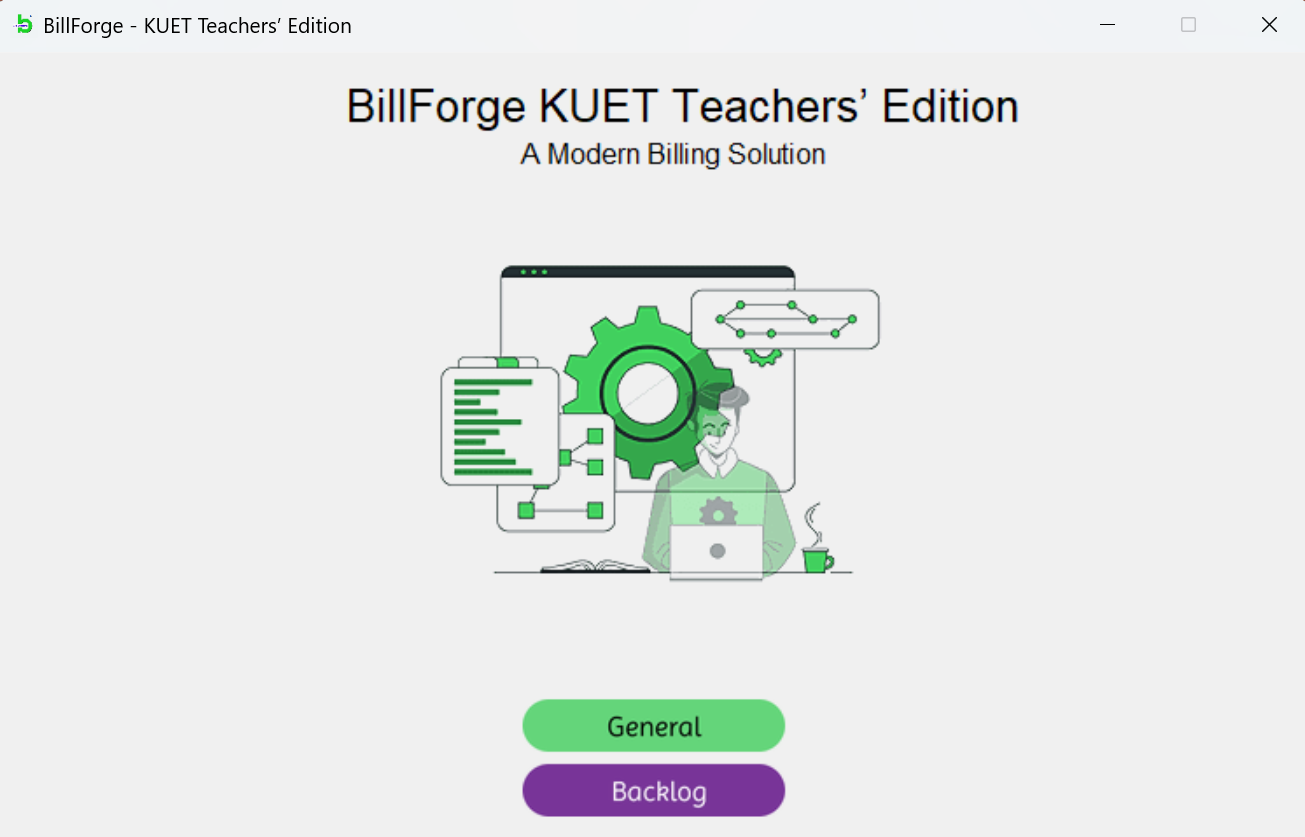 BillForge - KUET Teachers’ Edition
BillForge KUET Teachers’ Edition
A Modern Billing Solution
General
Backlog